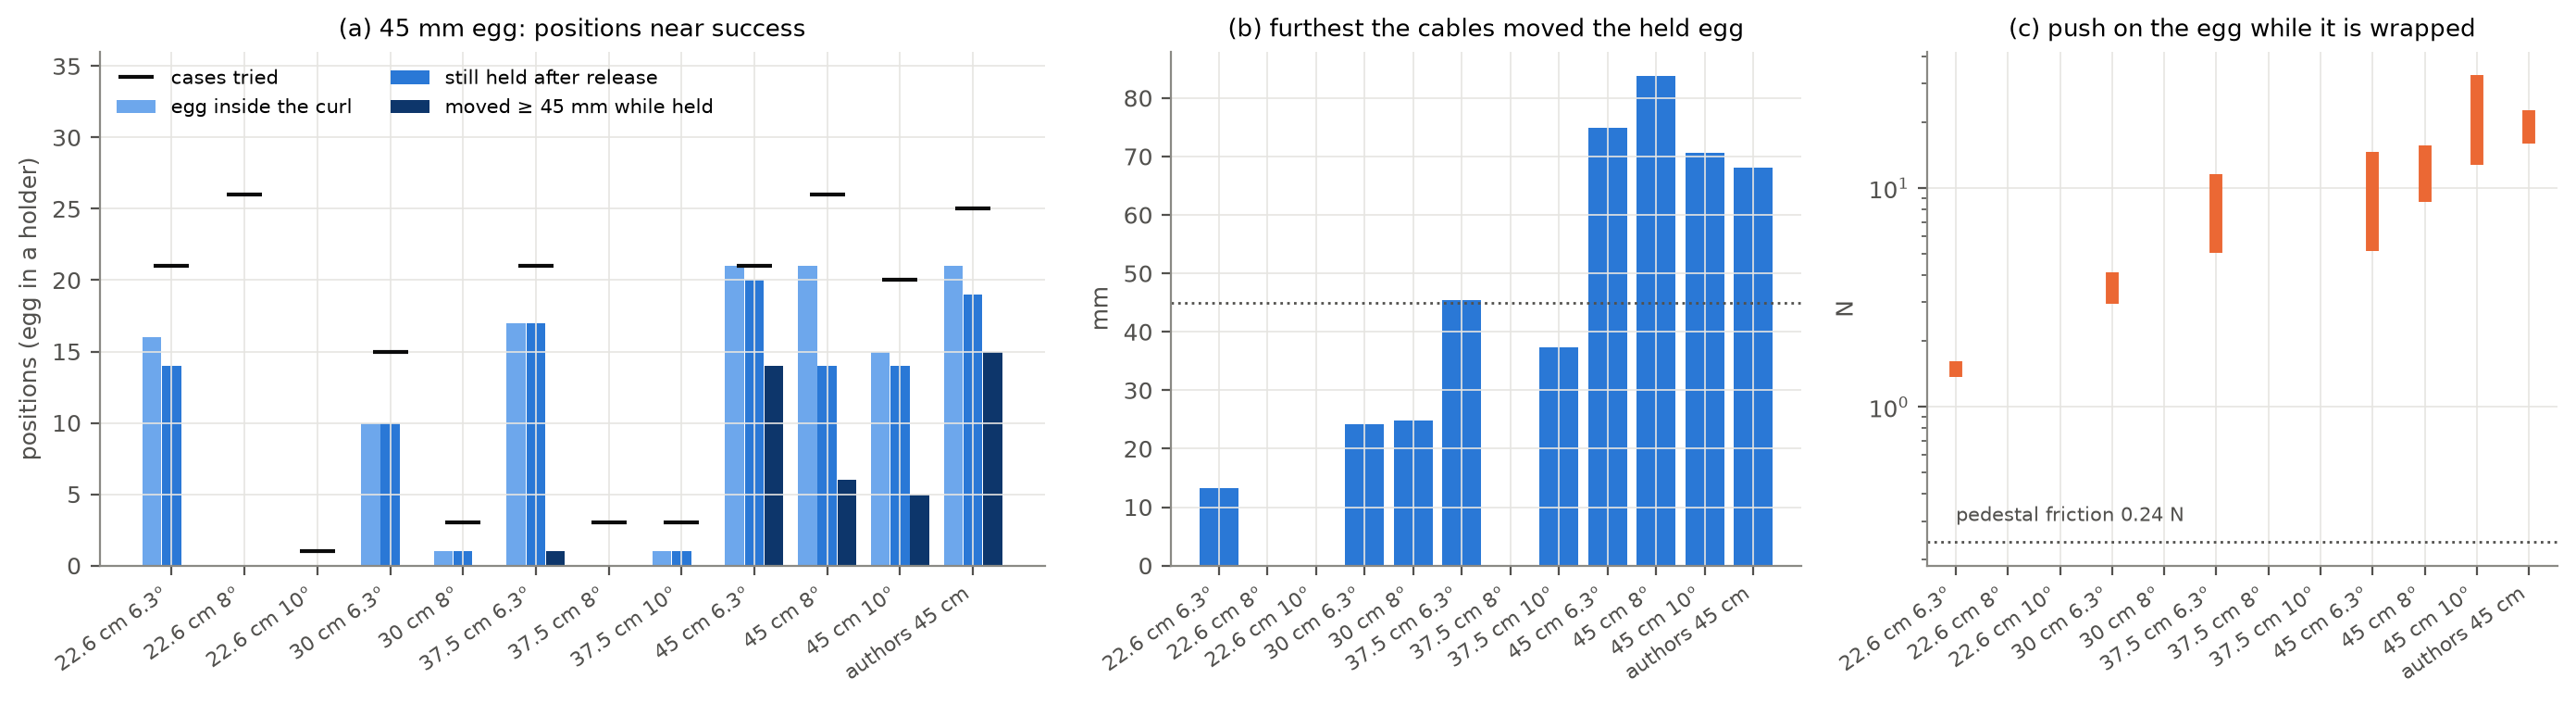 (a) 45 mm egg: positions near success
cases tried
egg inside the curl
still held after release
moved ≥ 45 mm while held
positions (egg in a holder)
35
30
25
20
15
10
5
0
22.6 cm 6.3°
22.6 cm 8°
22.6 cm 10°
30 cm 6.3°
30 cm 8°
37.5 cm 6.3°
37.5 cm 8°
37.5 cm 10°
45 cm 6.3°
45 cm 8°
45 cm 10°
authors 45 cm
(b) furthest the cables moved the held egg
mm
80
70
60
50
40
30
20
10
0
22.6 cm 6.3°
22.6 cm 8°
22.6 cm 10°
30 cm 6.3°
30 cm 8°
37.5 cm 6.3°
37.5 cm 8°
37.5 cm 10°
45 cm 6.3°
45 cm 8°
45 cm 10°
authors 45 cm
(c) push on the egg while it is wrapped
N
10¹
10⁰
pedestal friction 0.24 N
22.6 cm 6.3°
22.6 cm 8°
22.6 cm 10°
30 cm 6.3°
30 cm 8°
37.5 cm 6.3°
37.5 cm 8°
37.5 cm 10°
45 cm 6.3°
45 cm 8°
45 cm 10°
authors 45 cm